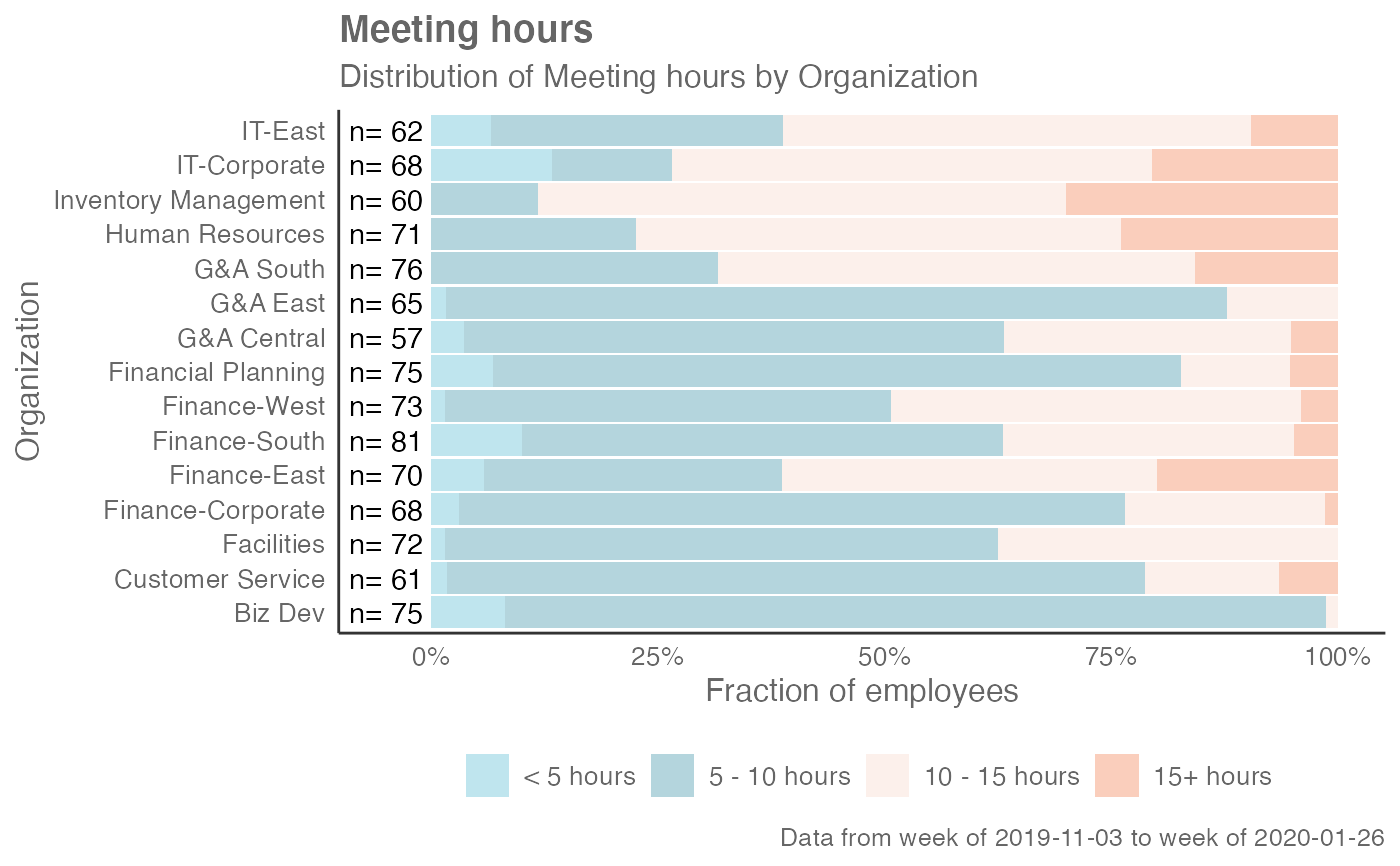 Meeting hours
Distribution of Meeting hours by Organization
Organization
IT-East n= 62
IT-Corporate n= 68
Inventory Management n= 60
Human Resources n= 71
G&A South n= 76
G&A East n= 65
G&A Central n= 57
Financial Planning n= 75
Finance-West n= 73
Finance-South n= 81
Finance-East n= 70
Finance-Corporate n= 68
Facilities n= 72
Customer Service n= 61
Biz Dev n= 75
0% 25% 50% 75% 100%
Fraction of employees
< 5 hours 5 - 10 hours 10 - 15 hours 15+ hours
Data from week of 2019-11-03 to week of 2020-01-26